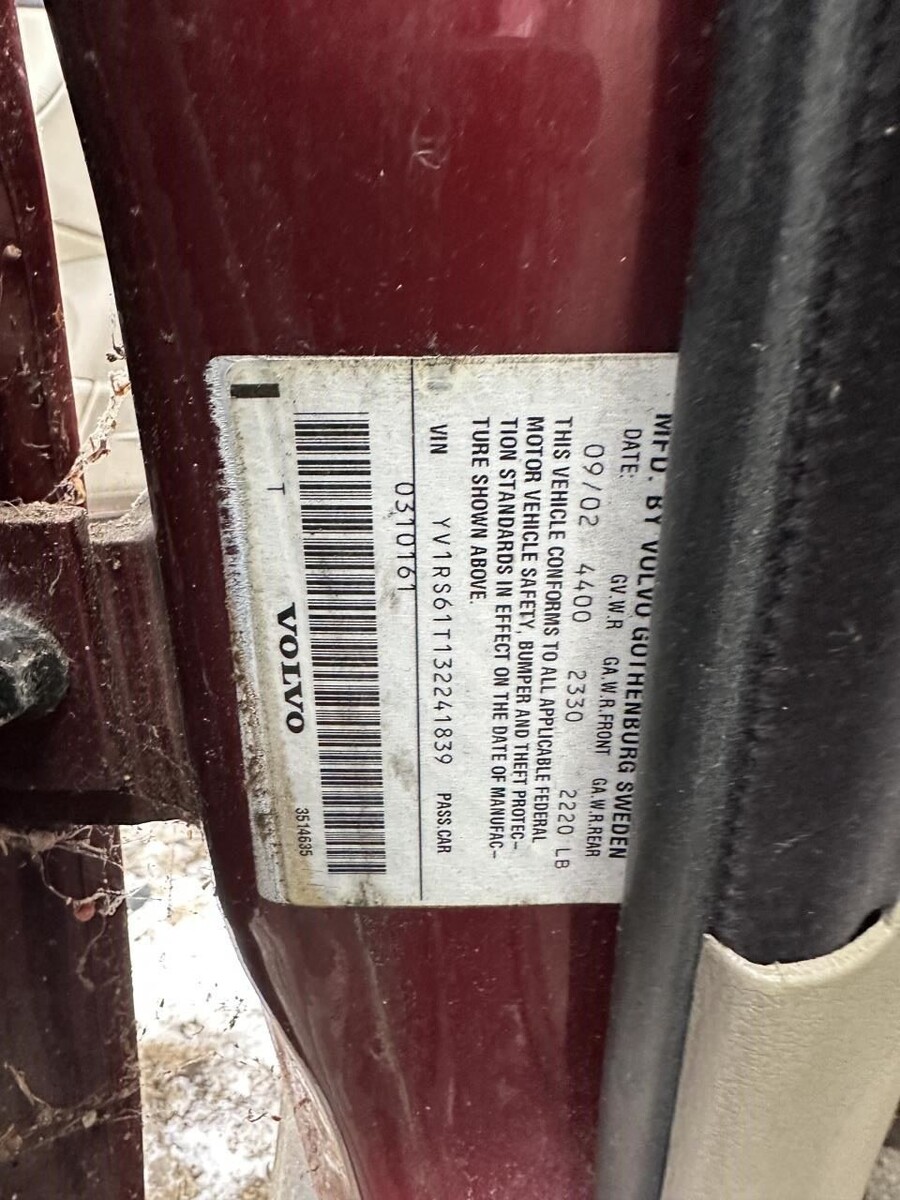 MFD. BY VOLVO GOTHENBURG SWEDEN
DATE: GV.W.R GA.W.R.FRONT GA.W.R.REAR
09/02 4400 2330 2220 LB
THIS VEHICLE CONFORMS TO ALL APPLICABLE FEDERAL
MOTOR VEHICLE SAFETY, BUMPER AND THEFT PROTEC-
TION STANDARDS IN EFFECT ON THE DATE OF MANUFAC-
TURE SHOWN ABOVE.
VIN YV1RS61T132241839 PASS.CAR
0310161
T VOLVO 3514635